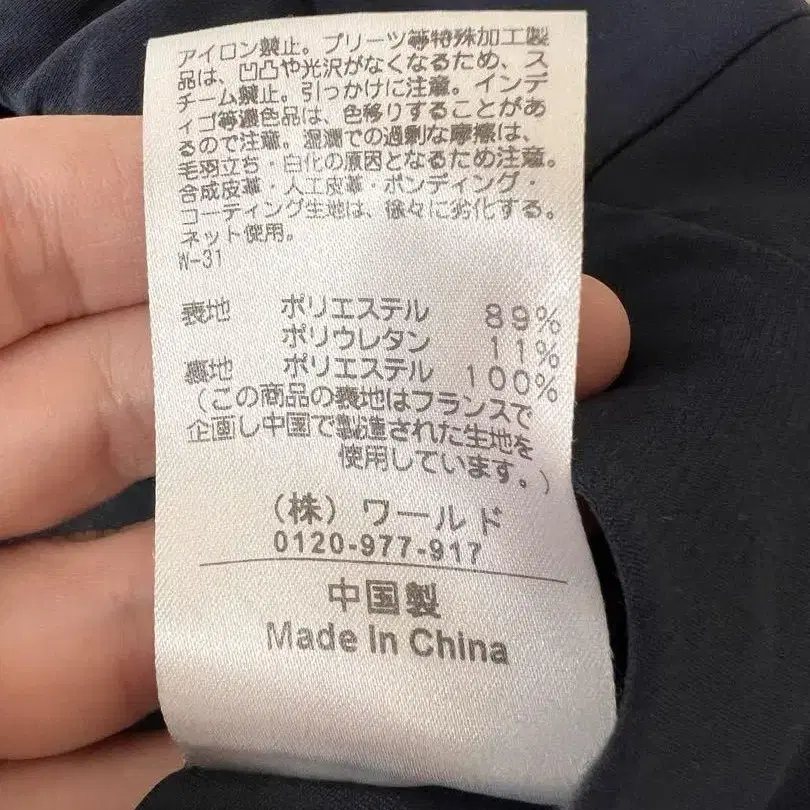 アイロン禁止。プリーツ等特殊加工製
品は、凹凸や光沢がなくなるため、ス
チーム禁止。引っかけに注意。インデ
ィゴ等濃色品は、色移りすることがあ
るので注意。湿潤での過剰な摩擦は、
毛羽立ち・白化の原因となるため注意。
合成皮革・人工皮革・ボンディング・
コーティング生地は、徐々に劣化する。
ネット使用。
W-31
表地 ポリエステル 89%
ポリウレタン 11%
裏地 ポリエステル 100%
(この商品の表地はフランスで
企画し中国で製造された生地を
使用しています。)
(株)ワールド
0120-977-917
中国製
Made in China